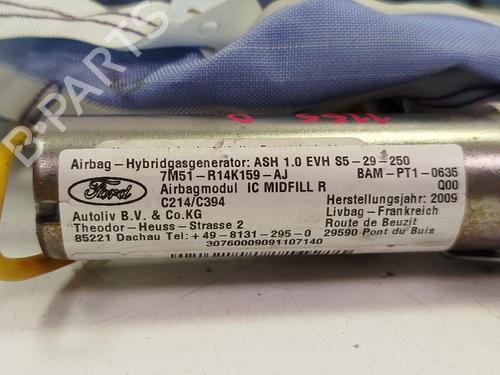 B-PARTS
1155 0
Airbag-Hybridgasgenerator: ASH 1.0 EVH S5-29-250
7M51-R14K159-AJ BAM-PT1-0635
Ford Airbagmodul IC MIDFILL R Q00
C214/C394 Herstellungsjahr: 2009
Autoliv B.V. & Co.KG Livbag-Frankreich
Theodor-Heuss-Strasse 2 Route de Beuzit
85221 Dachau Tel:+49-8131-295-0 29590 Pont du Buis
30760009091107140